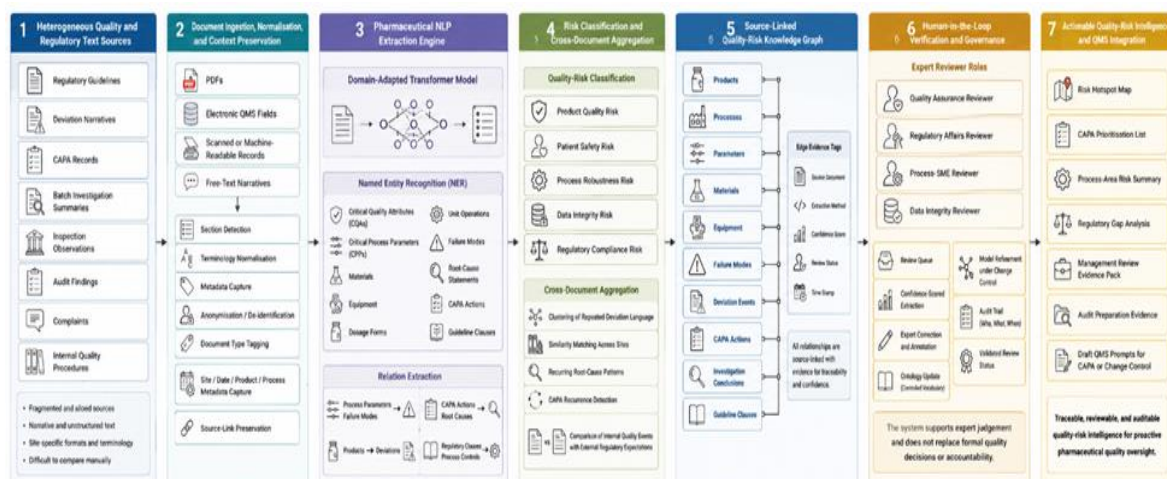 1 Heterogeneous Quality and
Regulatory Text Sources
Regulatory Guidelines
Deviation Narratives
CAPA Records
Batch Investigation
Summaries
Inspection
Observations
Audit Findings
Complaints
Internal Quality
Procedures
• Fragmented and siloed sources
• Narrative and unstructured text
• Site-specific formats and terminology
• Difficult to compare manually
2 Document Ingestion, Normalisation,
and Context Preservation
PDFs
Electronic QMS Fields
Scanned or Machine-
Readable Records
Free-Text Narratives
Section Detection
Terminology Normalisation
Metadata Capture
Anonymisation / De-identification
Document Type Tagging
Site / Date / Product / Process
Metadata Capture
Source-Link Preservation
3 Pharmaceutical NLP
Extraction Engine
Domain-Adapted Transformer Model
Named Entity Recognition (NER)
Critical Quality Attributes
(CQAs)
Critical Process Parameters
(CPPs)
Materials
Equipment
Dosage Forms
Unit Operations
Failure Modes
Root-Cause
Statements
CAPA Actions
Guideline Clauses
Relation Extraction
Process Parameters
Failure Modes
CAPA Actions
Root Causes
Products → Deviations
Regulatory Clauses
Process Controls
4 Risk Classification and
Cross-Document Aggregation
Quality-Risk Classification
Product Quality Risk
Patient Safety Risk
Process Robustness Risk
Data Integrity Risk
Regulatory Compliance Risk
Cross-Document Aggregation
Clustering of Repeated Deviation Language
Similarity Matching Across Sites
Recurring Root-Cause Patterns
CAPA Recurrence Detection
VS
Comparison of Internal Quality Events
with External Regulatory Expectations
5 Source-Linked
6 Quality-Risk Knowledge Graph
Products
Processes
Parameters
Materials
Equipment
Failure Modes
Deviation Events
CAPA Actions
Investigation
Conclusions
Guideline Clauses
Edge Evidence Tags
Source Document
Extraction Method
Confidence Score
Review Status
Time Stamp
All relationships are
source-linked with
evidence for traceability
and confidence.
6 Human-in-the-Loop
Verification and Governance
Expert Reviewer Roles
Quality Assurance Reviewer
Regulatory Affairs Reviewer
Process-SME Reviewer
Data Integrity Reviewer
Review Queue
Confidence-Scored
Extraction
Expert Correction
and Annotation
Ontology Update
Model Refinement
under Change
Control
Audit Trail
(Who, What, When)
Validated Review
Status
The system supports expert judgement
and does not replace formal quality
decisions or accountability.
7 Actionable Quality-Risk Intelligence
and QMS Integration
Risk Hotspot Map
CAPA Prioritisation List
Process-Area Risk Summary
Regulatory Gap Analysis
Management Review
Evidence Pack
Audit Preparation Evidence
Draft QMS Prompts for
CAPA or Change Control
Traceable, reviewable, and auditable
quality-risk intelligence for proactive
pharmaceutical quality oversight.